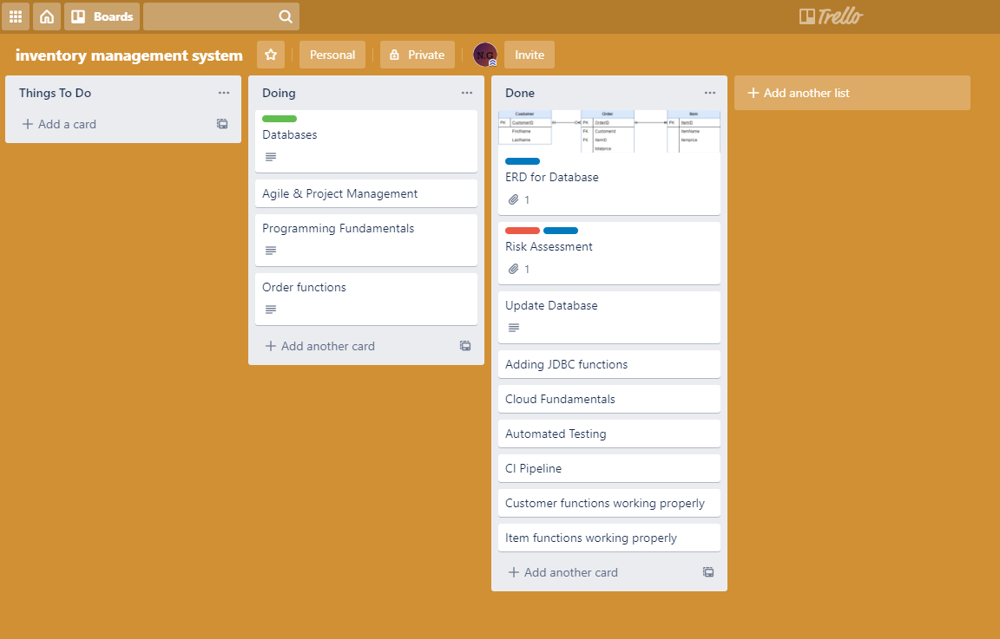 Boards
Trello
inventory management system
Personal
Private
N.G
Invite
Things To Do
Add a card
Doing
Databases
Agile & Project Management
Programming Fundamentals
Order functions
Add another card
Done
Customer Order Item
PK CustomerID PK OrderID PK ItemID
FirstName FK CustomerId ItemName
LastName FK ItemID Itemprice
totalprice
ERD for Database
1
Risk Assessment
1
Update Database
Adding JDBC functions
Cloud Fundamentals
Automated Testing
CI Pipeline
Customer functions working properly
Item functions working properly
Add another card
Add another list